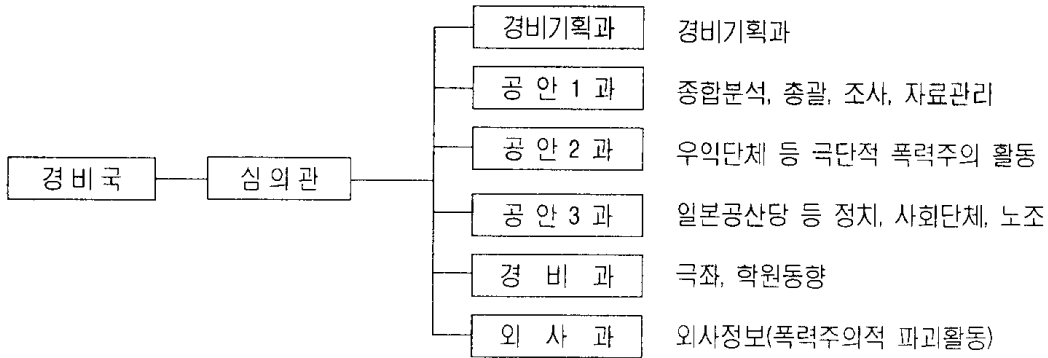 경비기획과 경비기획과
공 안 1 과 종합분석, 총괄, 조사, 자료관리
공 안 2 과 우익단체 등 극단적 폭력주의 활동
경 비 국 심 의 관
공 안 3 과 일본공산당 등 정치, 사회단체, 노조
경 비 과 극좌, 학원동향
외 사 과 외사정보(폭력주의적 파괴활동)